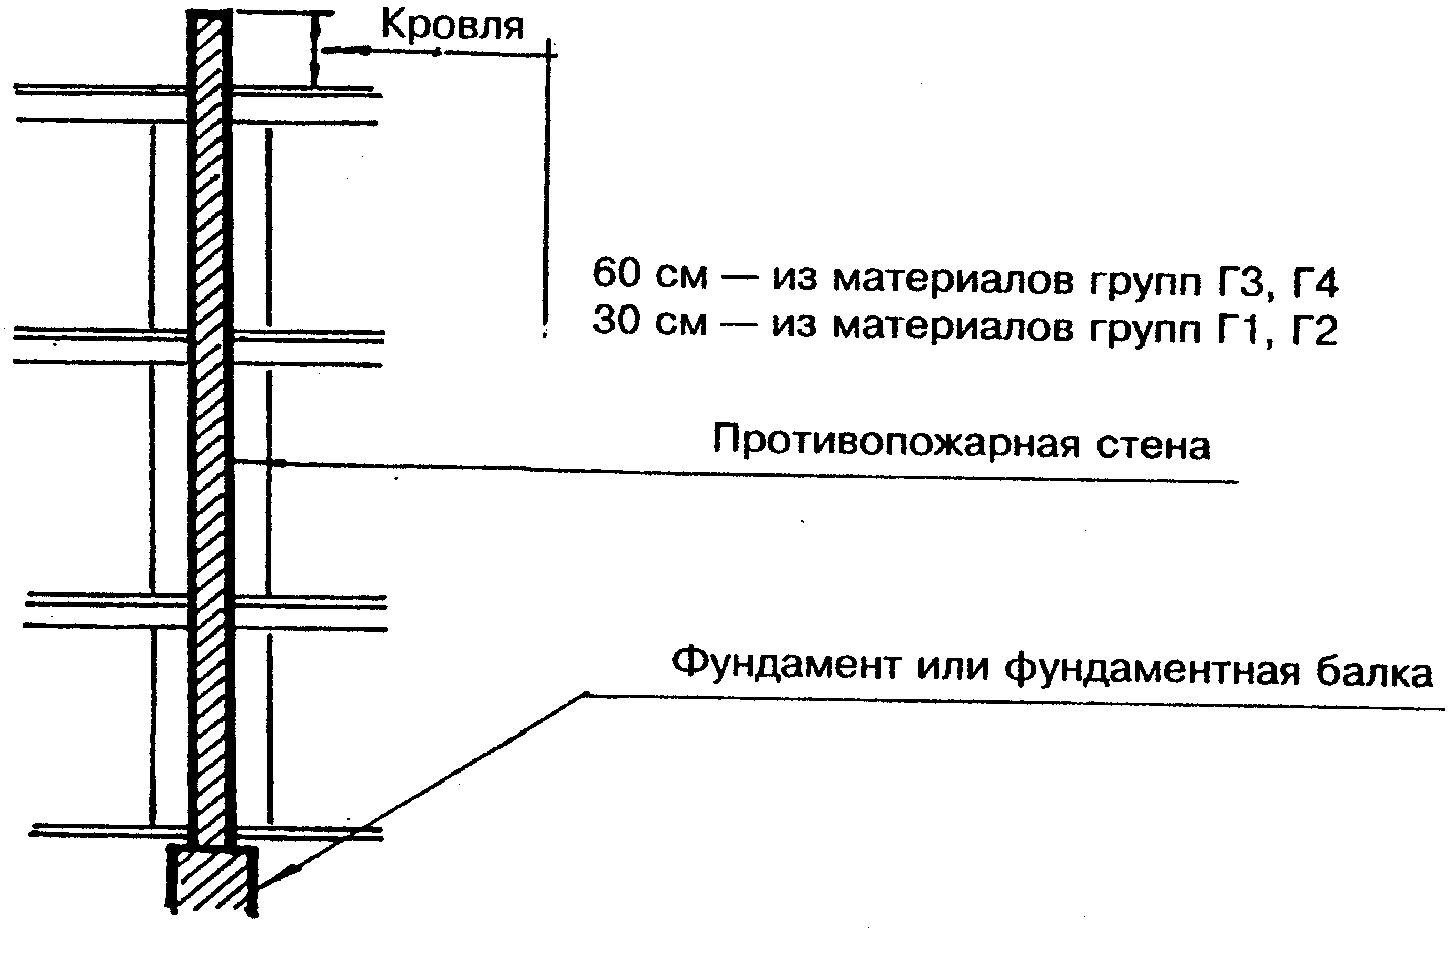 Кровля
60 см — из материалов групп Г3, Г4
30 см — из материалов групп Г1, Г2
Противопожарная стена
Фундамент или фундаментная балка